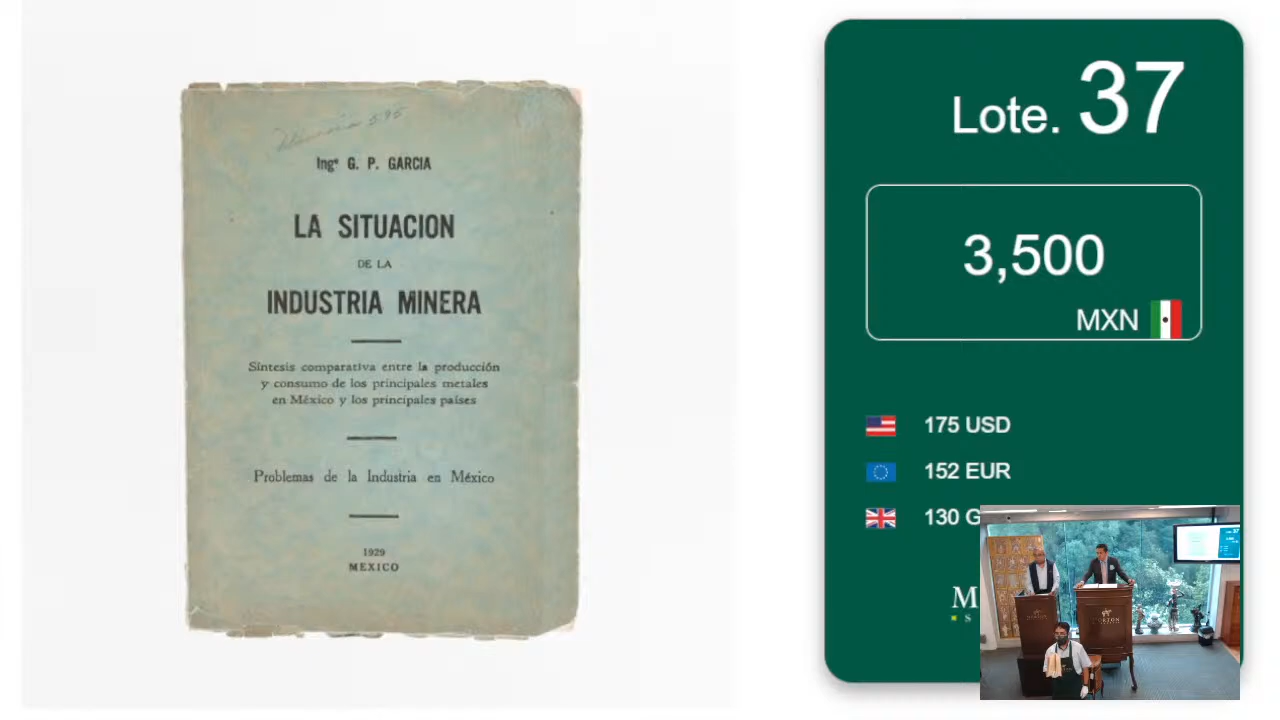 Ingº G. P. GARCIA
LA SITUACION
DE LA
INDUSTRIA MINERA
Síntesis comparativa entre la producción
y consumo de los principales metales
en México y los principales países
Problemas de la Industria en México
1929
MEXICO
Lote. 37
3,500
MXN
175 USD
152 EUR
130 G
M
S